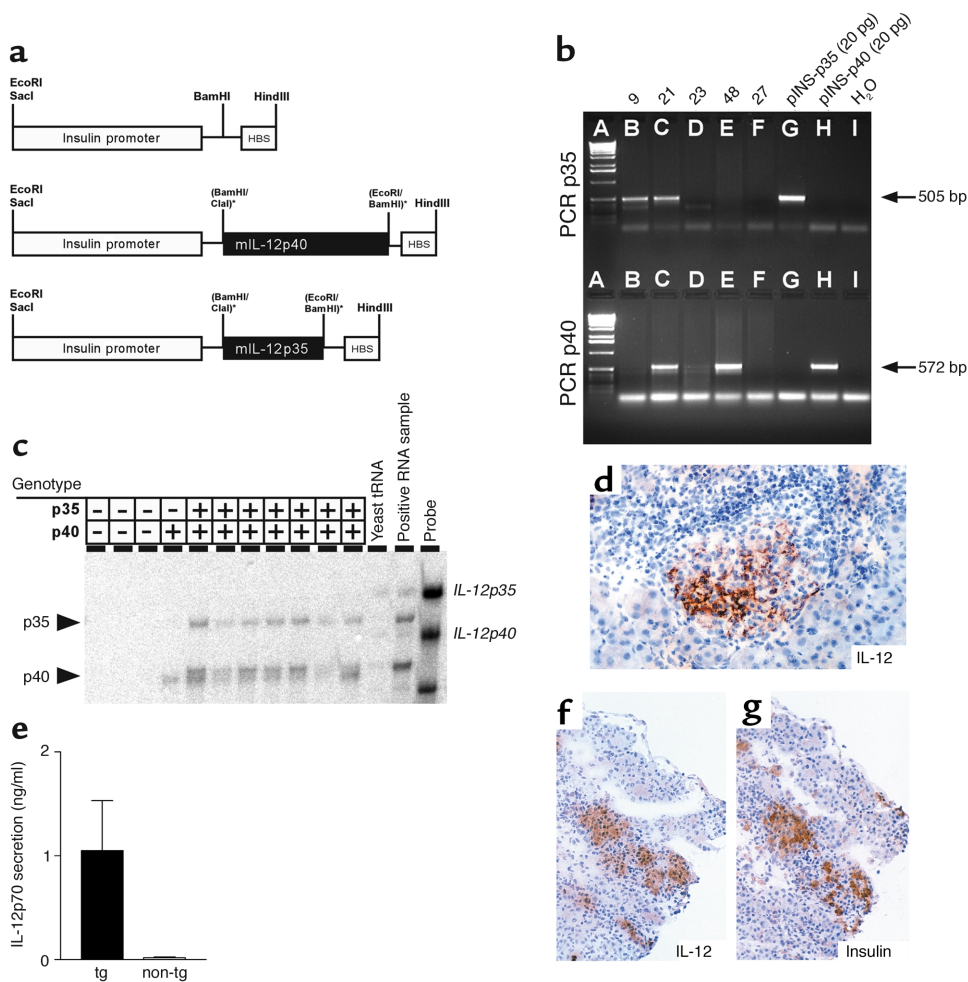 a
EcoRI
SacI
BamHI
HindIII
Insulin promoter
HBS
EcoRI
SacI
(BamHI/
ClaI)*
(EcoRI/
BamHI)*
HindIII
Insulin promoter
mIL-12p40
HBS
EcoRI
SacI
(BamHI/
ClaI)*
(EcoRI/
BamHI)*
HindIII
Insulin promoter
mIL-12p35
HBS
b
9 21 23 48 27 pINS-p35 (20 pg) pINS-p40 (20 pg) H2O
A B C D E F G H I
PCR p35
505 bp
A B C D E F G H I
PCR p40
572 bp
c
Genotype
Yeast tRNA
Positive RNA sample
Probe
p35 – – – – + + + + + + +
p40 – – – + + + + + + + +
IL-12p35
p35
IL-12p40
p40
d
IL-12
e
IL-12p70 secretion (ng/ml)
2
1
0
tg non-tg
f
IL-12
g
Insulin